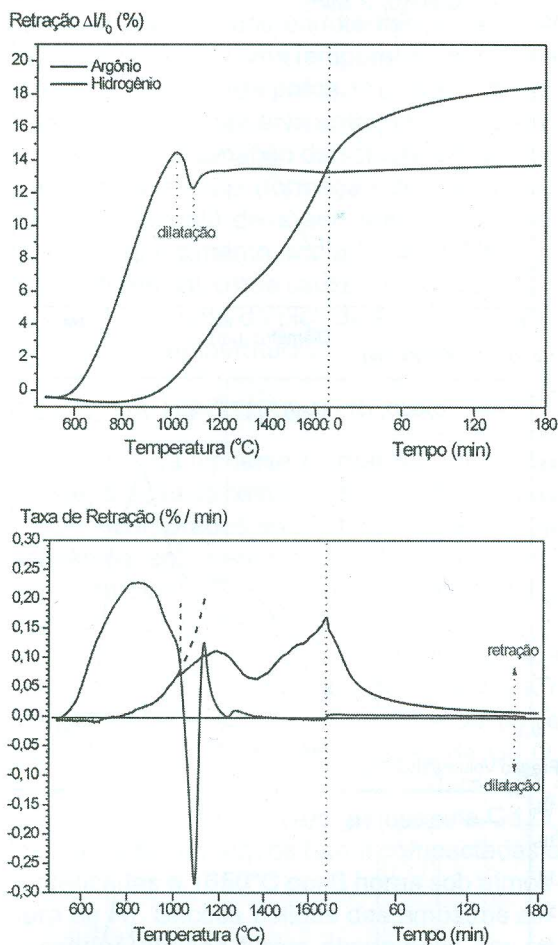 Retração Δl/l₀ (%)
Argônio
Hidrogênio
20
18
16
14
12
10
8
6
4
2
0
dilatação
600 800 1000 1200 1400 1600 0 60 120 180
Temperatura (°C) Tempo (min)
Taxa de Retração (% / min)
0,30
0,25
0,20
0,15
0,10
0,05
0,00
-0,05
-0,10
-0,15
-0,20
-0,25
-0,30
retração
dilatação
600 800 1000 1200 1400 1600 0 60 120 180
Temperatura (°C) Tempo (min)